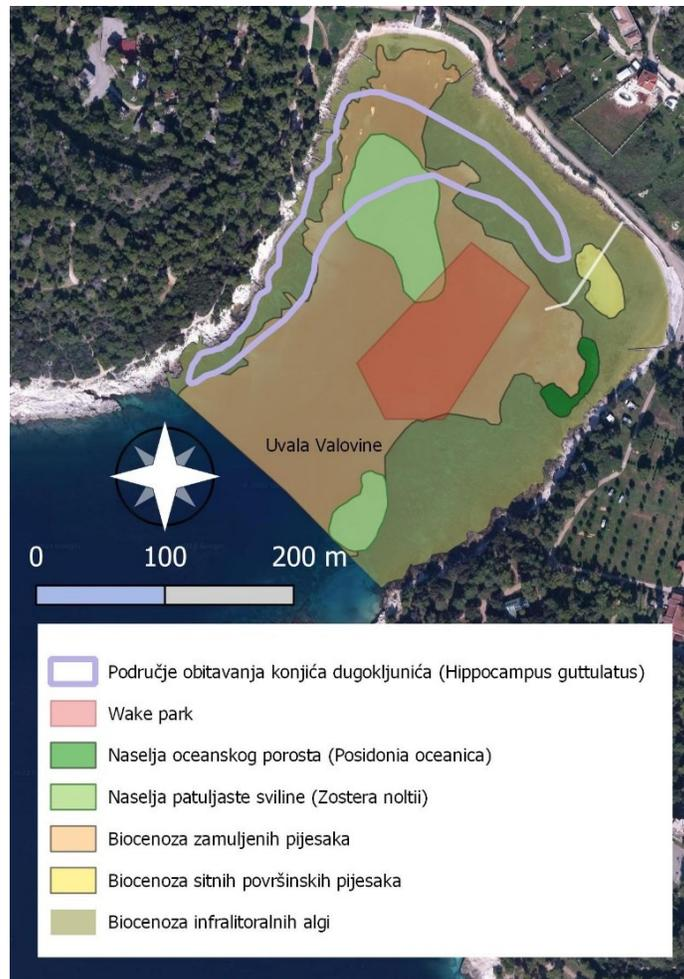 Uvala Valovine
0 100 200 m
Područje obitavanja konjića dugokljunića (Hippocampus guttulatus)
Wake park
Naselja oceanskog porosta (Posidonia oceanica)
Naselja patuljaste sviline (Zostera noltii)
Biocenoza zamuljenih pijesaka
Biocenoza sitnih površinskih pijesaka
Biocenoza infralitoralnih algi